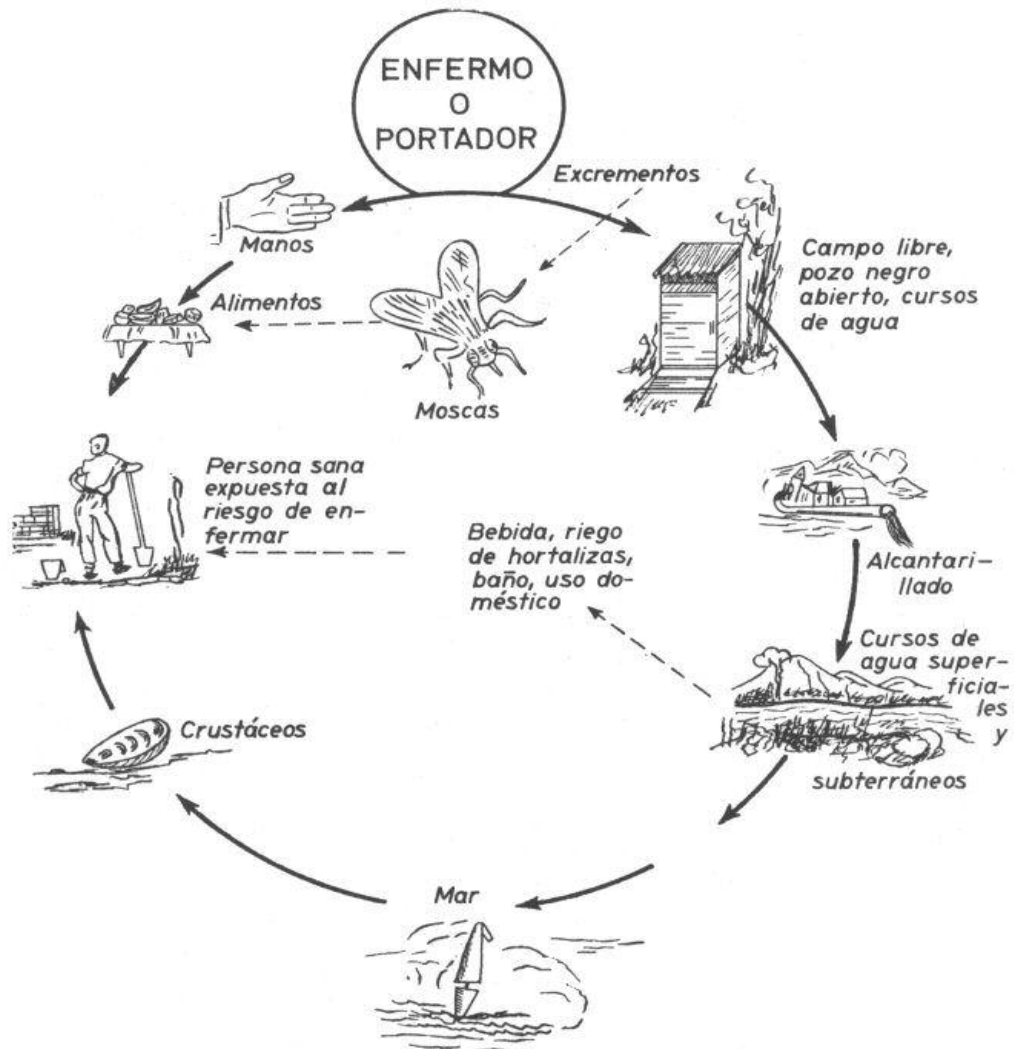 ENFERMO
O
PORTADOR
Excrementos
Manos
Campo libre,
pozo negro
abierto, cursos
de agua
Alimentos
Moscas
Persona sana
expuesta al
riesgo de en-
fermar
Bebida, riego
de hortalizas,
baño, uso do-
méstico
Alcantari-
llado
Cursos de
agua super-
ficia-
les
y
subterráneos
Crustáceos
Mar